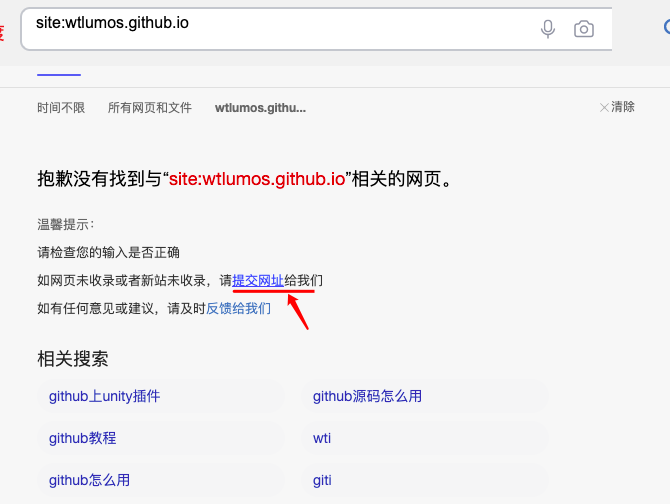 site:wtlumos.github.io
时间不限 所有网页和文件 wtlumos.githu... ×清除
抱歉没有找到与“site:wtlumos.github.io”相关的网页。
温馨提示：
请检查您的输入是否正确
如网页未收录或者新站未收录，请提交网址给我们
如有任何意见或建议，请及时反馈给我们
相关搜索
github上unity插件 github源码怎么用
github教程 wti
github怎么用 giti